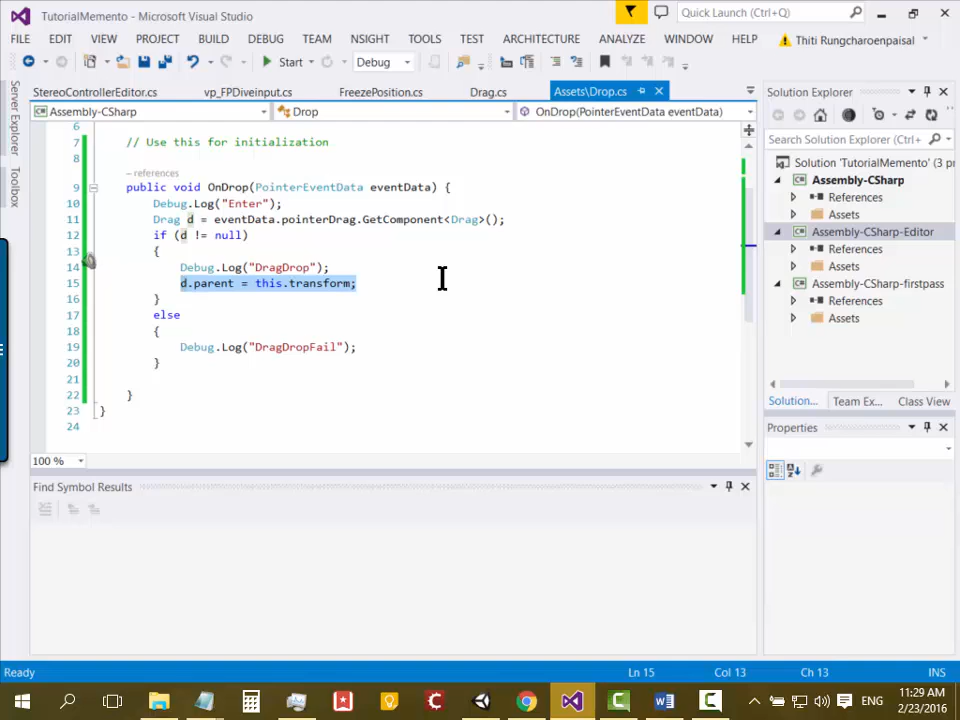 TutorialMemento - Microsoft Visual Studio
Quick Launch (Ctrl+Q)
FILE EDIT VIEW PROJECT BUILD DEBUG TEAM NSIGHT TOOLS TEST ARCHITECTURE ANALYZE WINDOW HELP Thiti Rungcharoenpaisal
Start Debug
Server Explorer
Toolbox
StereoControllerEditor.cs vp_FPDiveinput.cs FreezePosition.cs Drag.cs Assets\Drop.cs
Assembly-CSharp Drop OnDrop(PointerEventData eventData)
6
7 // Use this for initialization
8
– references
9 public void OnDrop(PointerEventData eventData) {
10 Debug.Log("Enter");
11 Drag d = eventData.pointerDrag.GetComponent<Drag>();
12 if (d != null)
13 {
14 Debug.Log("DragDrop");
15 d.parent = this.transform;
16 }
17 else
18 {
19 Debug.Log("DragDropFail");
20 }
21
22 }
23 }
24
100 %
Find Symbol Results
Solution Explorer
Search Solution Explorer (Ctrl+
Solution 'TutorialMemento' (3 pr
Assembly-CSharp
References
Assets
Assembly-CSharp-Editor
References
Assets
Assembly-CSharp-firstpass
References
Assets
Solution... Team Ex... Class View
Properties
Ready Ln 15 Col 13 Ch 13 INS
ENG
11:29 AM
2/23/2016